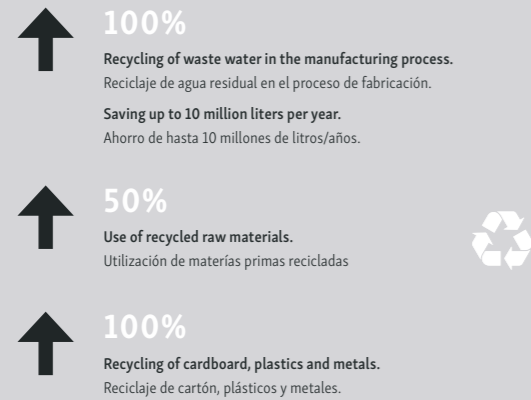 100%
Recycling of waste water in the manufacturing process.
Reciclaje de agua residual en el proceso de fabricación.
Saving up to 10 million liters per year.
Ahorro de hasta 10 millones de litros/años.
50%
Use of recycled raw materials.
Utilización de materías primas recicladas
100%
Recycling of cardboard, plastics and metals.
Reciclaje de cartón, plásticos y metales.